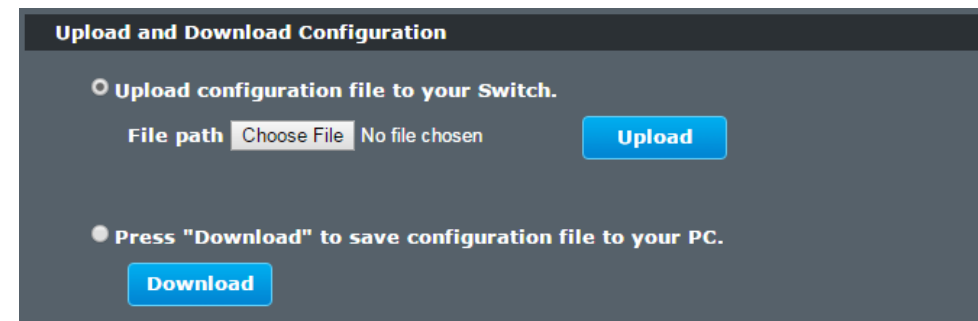 Upload and Download Configuration
Upload configuration file to your Switch.
File path Choose File No file chosen Upload
Press "Download" to save configuration file to your PC.
Download